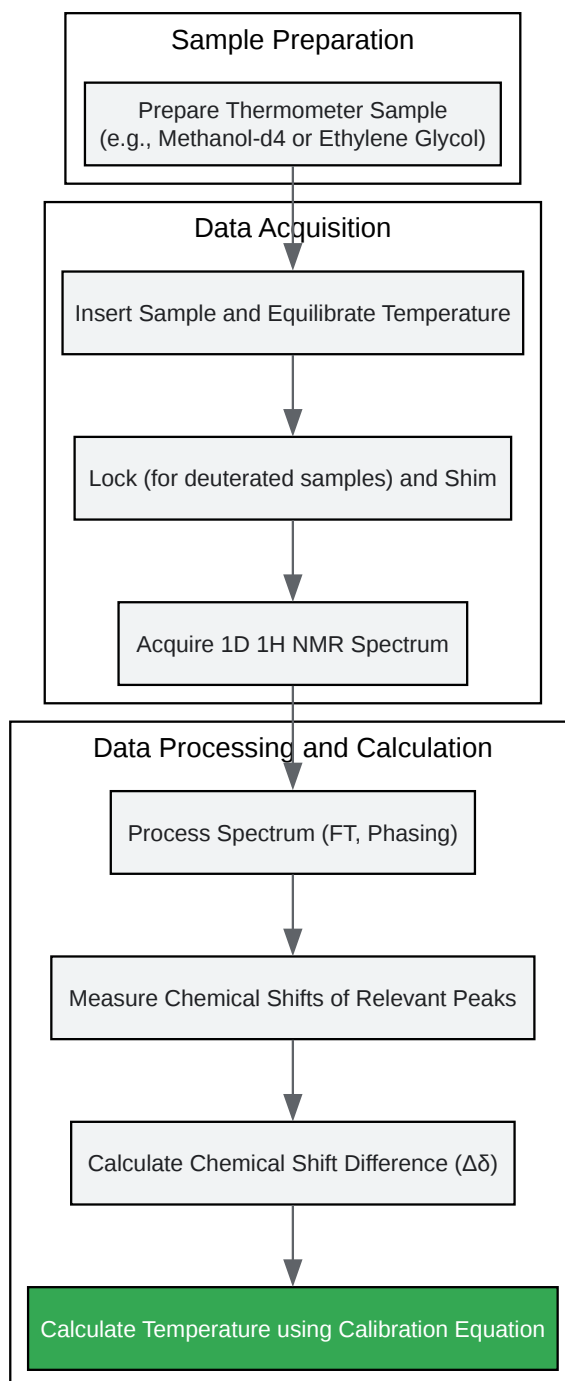 Sample Preparation
Prepare Thermometer Sample
(e.g., Methanol-d4 or Ethylene Glycol)
Data Acquisition
Insert Sample and Equilibrate Temperature
Lock (for deuterated samples) and Shim
Acquire 1D 1H NMR Spectrum
Data Processing and Calculation
Process Spectrum (FT, Phasing)
Measure Chemical Shifts of Relevant Peaks
Calculate Chemical Shift Difference (Δδ)
Calculate Temperature using Calibration Equation